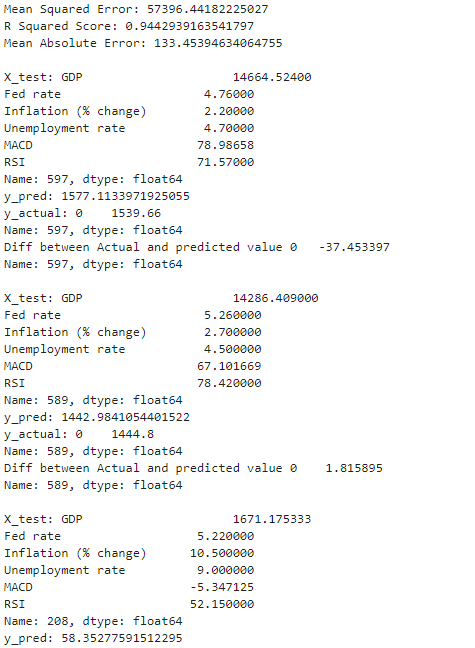 Mean Squared Error: 57396.44182225027
R Squared Score: 0.9442939163541797
Mean Absolute Error: 133.45394634064755
X_test: GDP 14664.52400
Fed rate 4.76000
Inflation (% change) 2.20000
Unemployment rate 4.70000
MACD 78.98658
RSI 71.57000
Name: 597, dtype: float64
y_pred: 1577.1133971925055
y_actual: 0 1539.66
Name: 597, dtype: float64
Diff between Actual and predicted value 0 -37.453397
Name: 597, dtype: float64
X_test: GDP 14286.409000
Fed rate 5.260000
Inflation (% change) 2.700000
Unemployment rate 4.500000
MACD 67.101669
RSI 78.420000
Name: 589, dtype: float64
y_pred: 1442.9841054401522
y_actual: 0 1444.8
Name: 589, dtype: float64
Diff between Actual and predicted value 0 1.815895
Name: 589, dtype: float64
X_test: GDP 1671.175333
Fed rate 5.220000
Inflation (% change) 10.500000
Unemployment rate 9.000000
MACD -5.347125
RSI 52.150000
Name: 208, dtype: float64
y_pred: 58.35277591512295